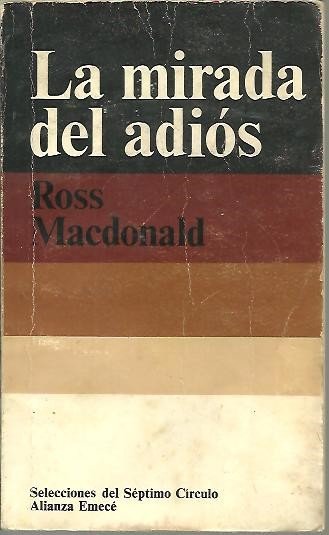 La mirada
del adiós
Ross
Macdonald
Selecciones del Séptimo Círculo
Alianza Emecé